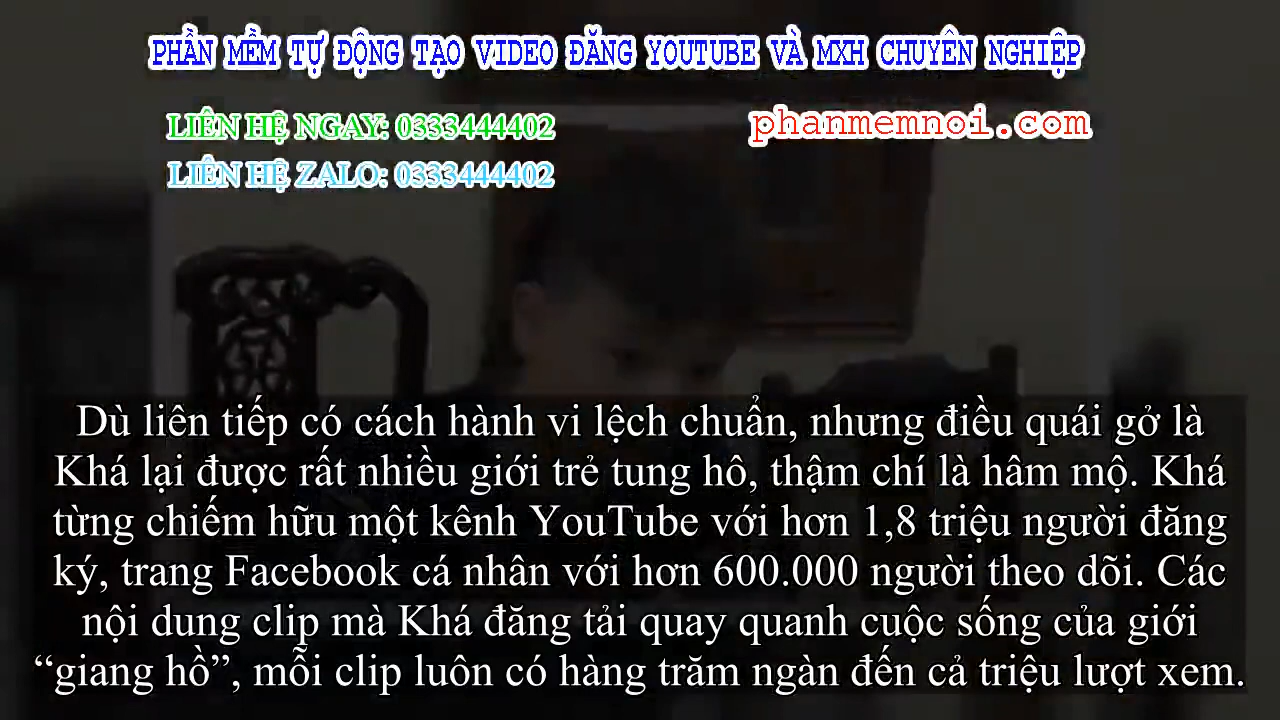 PHẦN MỀM TỰ ĐỘNG TẠO VIDEO ĐĂNG YOUTUBE VÀ MXH CHUYÊN NGHIỆP
LIÊN HỆ NGAY: 0333444402
phanmemnoi.com
LIÊN HỆ ZALO: 0333444402
Dù liên tiếp có cách hành vi lệch chuẩn, nhưng điều quái gở là
Khá lại được rất nhiều giới trẻ tung hô, thậm chí là hâm mộ. Khá
từng chiếm hữu một kênh YouTube với hơn 1,8 triệu người đăng
ký, trang Facebook cá nhân với hơn 600.000 người theo dõi. Các
nội dung clip mà Khá đăng tải quay quanh cuộc sống của giới
“giang hồ”, mỗi clip luôn có hàng trăm ngàn đến cả triệu lượt xem.